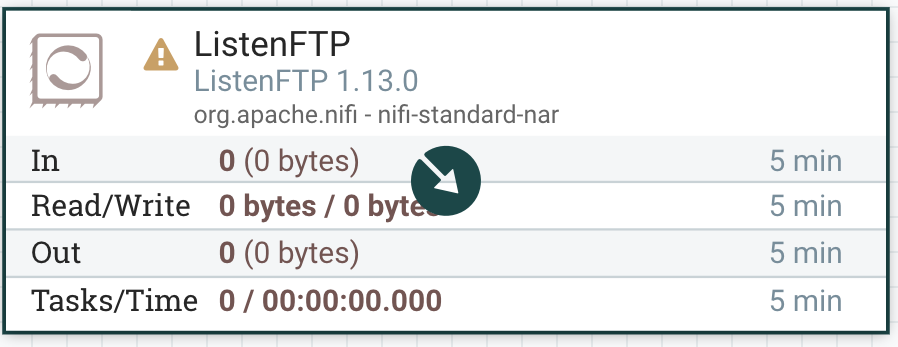 ListenFTP
ListenFTP 1.13.0
org.apache.nifi - nifi-standard-nar
In 0 (0 bytes) 5 min
Read/Write 0 bytes / 0 bytes 5 min
Out 0 (0 bytes) 5 min
Tasks/Time 0 / 00:00:00.000 5 min